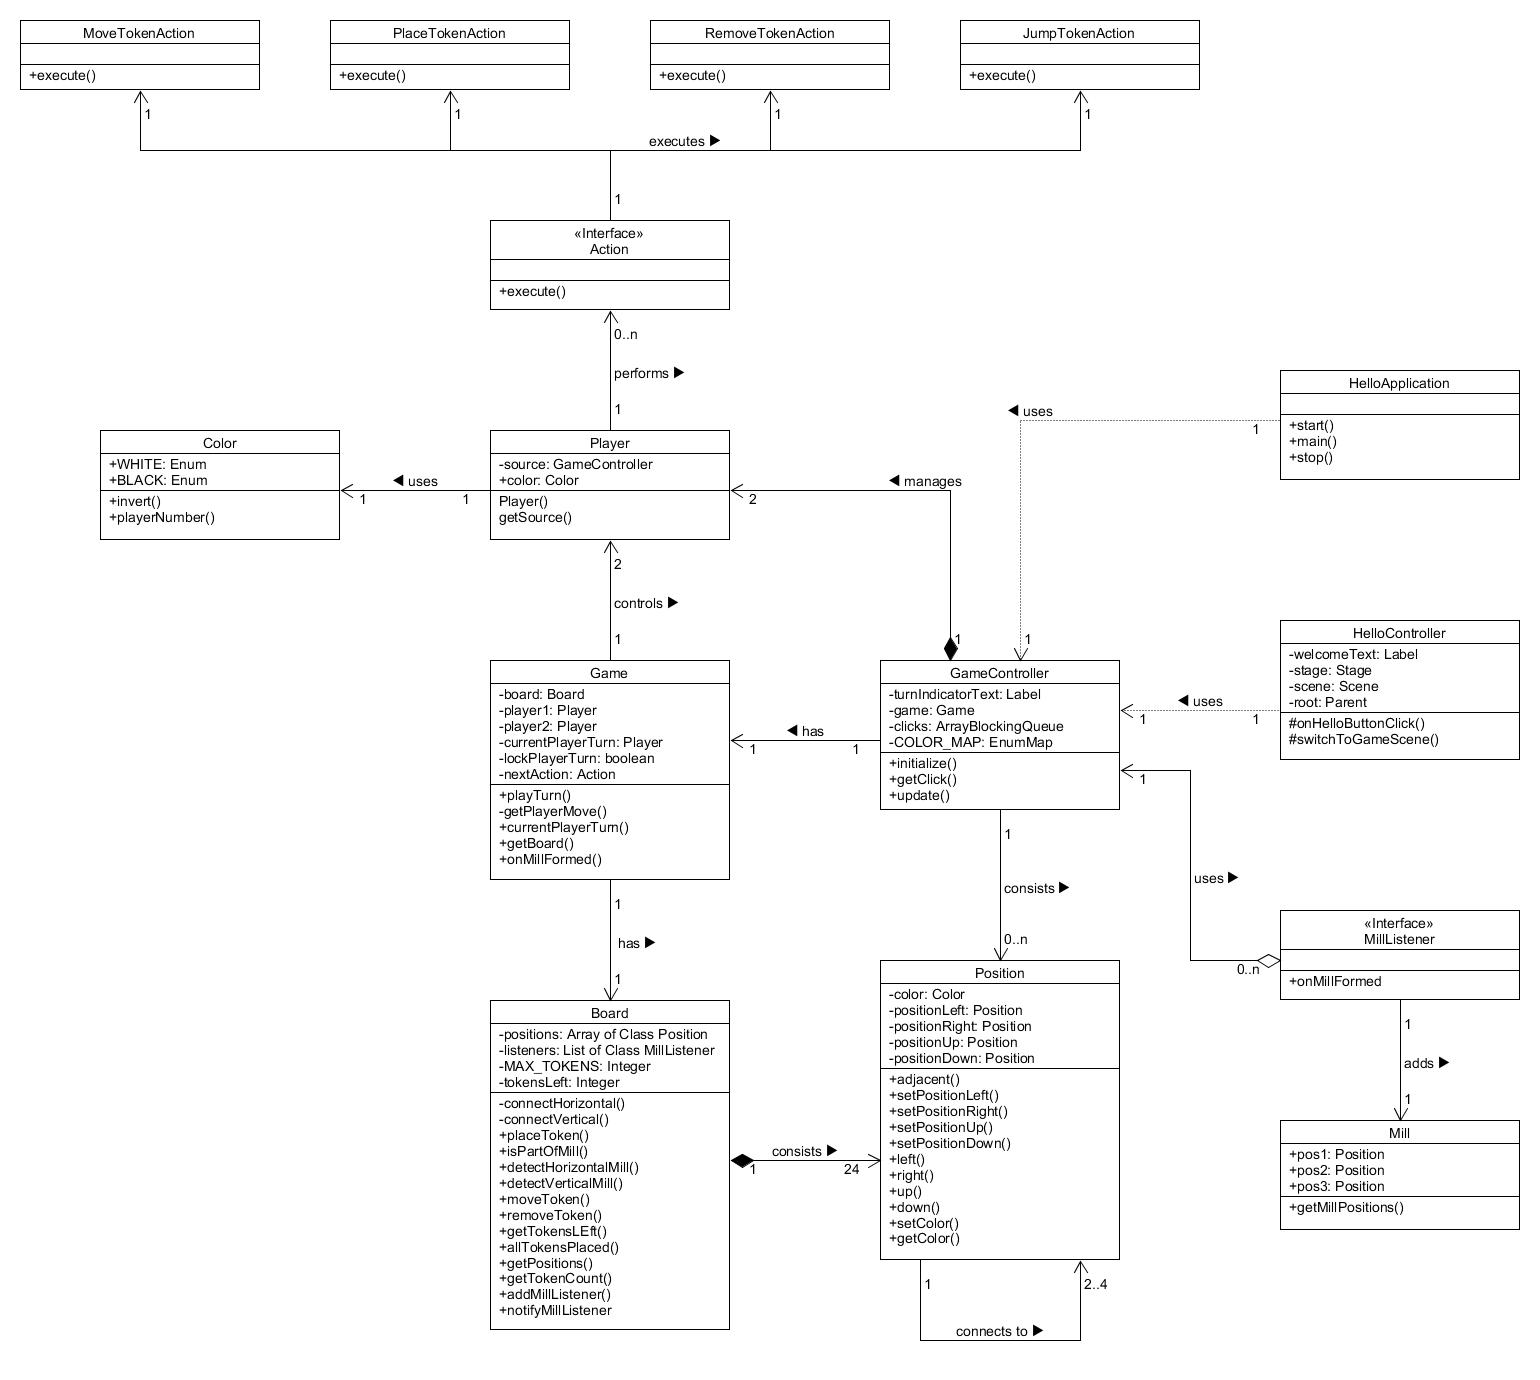 MoveTokenAction
+execute()
PlaceTokenAction
+execute()
RemoveTokenAction
+execute()
JumpTokenAction
+execute()
1
1
1
1
executes ▶
1
«Interface»
Action
+execute()
0..n
performs ▶
1
HelloApplication
+start()
+main()
+stop()
◀ uses
1
1
Color
+WHITE: Enum
+BLACK: Enum
+invert()
+playerNumber()
◀ uses
1
1
Player
-source: GameController
+color: Color
Player()
getSource()
◀ manages
2
1
2
controls ▶
1
Game
-board: Board
-player1: Player
-player2: Player
-currentPlayerTurn: Player
-lockPlayerTurn: boolean
-nextAction: Action
+playTurn()
-getPlayerMove()
+currentPlayerTurn()
+getBoard()
+onMillFormed()
◀ has
1
1
GameController
-turnIndicatorText: Label
-game: Game
-clicks: ArrayBlockingQueue
-COLOR_MAP: EnumMap
+initialize()
+getClick()
+update()
◀ uses
1
1
HelloController
-welcomeText: Label
-stage: Stage
-scene: Scene
-root: Parent
#onHelloButtonClick()
#switchToGameScene()
1
uses ▶
0..n
1
has ▶
1
1
consists ▶
0..n
«Interface»
MillListener
+onMillFormed
1
adds ▶
1
Board
-positions: Array of Class Position
-listeners: List of Class MillListener
-MAX_TOKENS: Integer
-tokensLeft: Integer
-connectHorizontal()
-connectVertical()
+placeToken()
+isPartOfMill()
+detectHorizontalMill()
+detectVerticalMill()
+moveToken()
+removeToken()
+getTokensLEft()
+allTokensPlaced()
+getPositions()
+getTokenCount()
+addMillListener()
+notifyMillListener
consists ▶
1
24
Position
-color: Color
-positionLeft: Position
-positionRight: Position
-positionUp: Position
-positionDown: Position
+adjacent()
+setPositionLeft()
+setPositionRight()
+setPositionUp()
+setPositionDown()
+left()
+right()
+up()
+down()
+setColor()
+getColor()
Mill
+pos1: Position
+pos2: Position
+pos3: Position
+getMillPositions()
1
2..4
connects to ▶